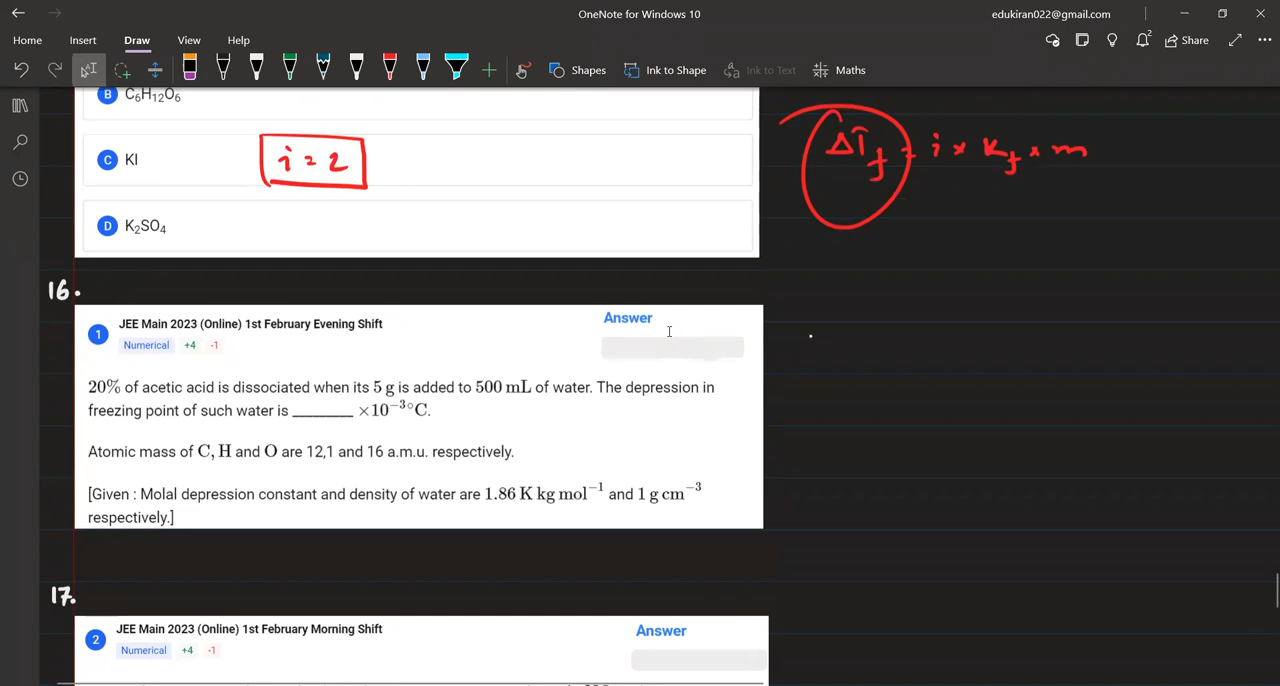 OneNote for Windows 10
edukiran022@gmail.com
Home Insert Draw View Help
Share
Shapes Ink to Shape Ink to Text Maths
B C₆H₁₂O₆
C KI i = 2
ΔT_f = i × K_f × m
D K₂SO₄
16.
1 JEE Main 2023 (Online) 1st February Evening Shift Answer
Numerical +4 -1
20% of acetic acid is dissociated when its 5 g is added to 500 mL of water. The depression in
freezing point of such water is ________ ×10⁻³°C.
Atomic mass of C, H and O are 12,1 and 16 a.m.u. respectively.
[Given : Molal depression constant and density of water are 1.86 K kg mol⁻¹ and 1 g cm⁻³
respectively.]
17.
2 JEE Main 2023 (Online) 1st February Morning Shift Answer
Numerical +4 -1